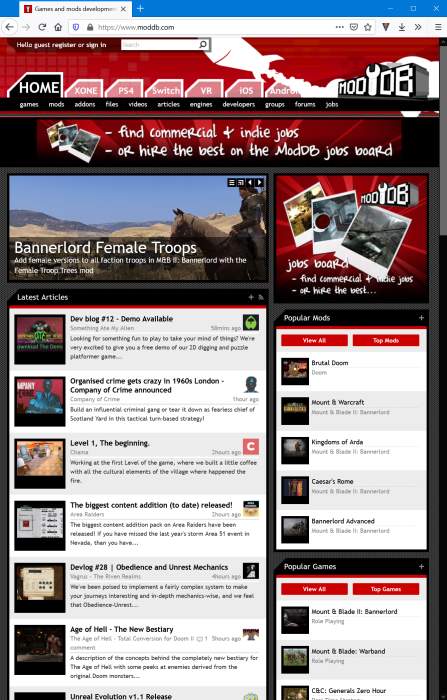 Games and mods development
https://www.moddb.com
Hello guest register or sign in
Search
HOME XONE PS4 Switch VR iOS Android
MODDB
games mods addons files videos articles engines developers groups forums jobs
- find commercial + indie jobs
- or hire the best on the ModDB jobs board
Bannerlord Female Troops
Add female versions to all faction troops in M&B II: Bannerlord with the
Female Troop Trees mod
MODDB
jobs board
- find commercial + indie jobs
- or hire the best...
Latest Articles
Dev blog #12 - Demo Available
Something Ate My Alien 58mins ago
Looking for something fun to play to take your mind of things? We're
very excited to give you a free demo of our 2D digging and puzzle
platformer game...
Organised crime gets crazy in 1960s London -
Company of Crime announced
Company of Crime 1hour ago
Build an influential criminal gang or tear it down as fearless chief of
Scotland Yard in this tactical turn-based strategy!
Level 1, The beginning.
Chama 2hours ago
Working at the first Level of the game, where we built a little coffee
with all the cultural elements of the village where happened the
fire.
The biggest content addition (to date) released!
Area Raiders 2hours ago
The biggest content addition pack on Area Raiders have been
released! If you have missed the last year's storm Area 51 event in
Nevada, then you have...
Devlog #28 | Obedience and Unrest Mechanics
Vagrus - The Riven Realms 4hours ago
We've been poised to implement a fairly complex system to make
your journeys interesting and in-depth mechanics-wise, and we feel
that Obedience-Unrest...
Age of Hell - The New Bestiary
The Age of Hell - Total Conversion for Doom II 1 5hours ago
comment
A description of the concepts behind the completely new bestiary for
The Age of Hell with some peeks at enemies derived from the
original Doom monsters...
Unreal Evolution v1.1 Release
Popular Mods
View All Top Mods
Brutal Doom
Doom
Mount & Warcraft
Mount & Blade II: Bannerlord
Kingdoms of Arda
Mount & Blade II: Bannerlord
Caesar's Rome
Mount & Blade II: Bannerlord
Bannerlord Advanced
Mount & Blade II: Bannerlord
Popular Games
View All Top Games
Mount & Blade II: Bannerlord
Role Playing
Mount & Blade: Warband
Role Playing
C&C: Generals Zero Hour